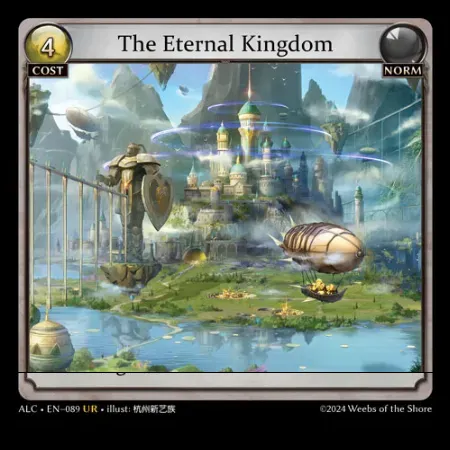 4
The Eternal Kingdom
COST
NORM
ALC • EN–089 UR • illust: 杭州新艺族
©2024 Weebs of the Shore